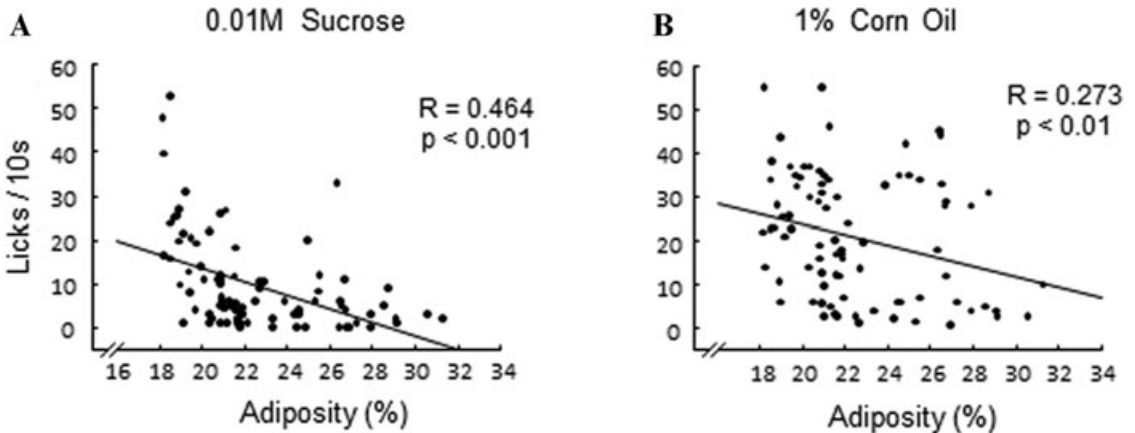 A
0.01M Sucrose
R = 0.464
p < 0.001
Licks / 10s
60
50
40
30
20
10
0
16 18 20 22 24 26 28 30 32 34
Adiposity (%)
B
1% Corn Oil
R = 0.273
p < 0.01
60
50
40
30
20
10
0
18 20 22 24 26 28 30 32 34
Adiposity (%)